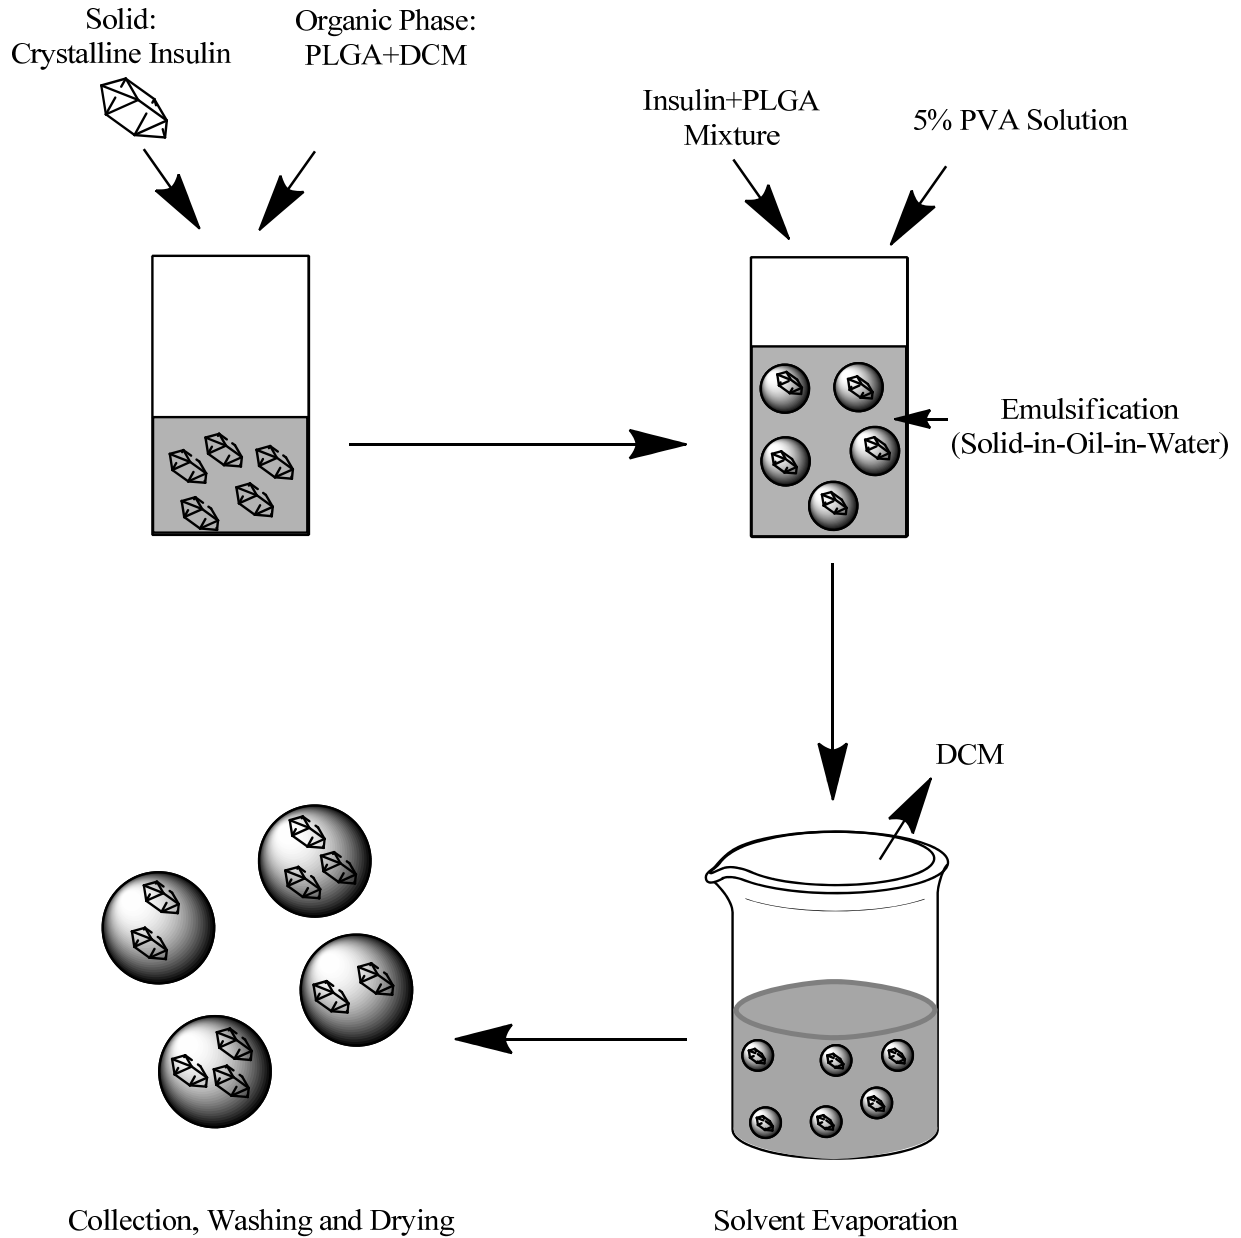 Solid:
Crystalline Insulin
Organic Phase:
PLGA+DCM
Insulin+PLGA
Mixture
5% PVA Solution
Emulsification
(Solid-in-Oil-in-Water)
DCM
Collection, Washing and Drying
Solvent Evaporation